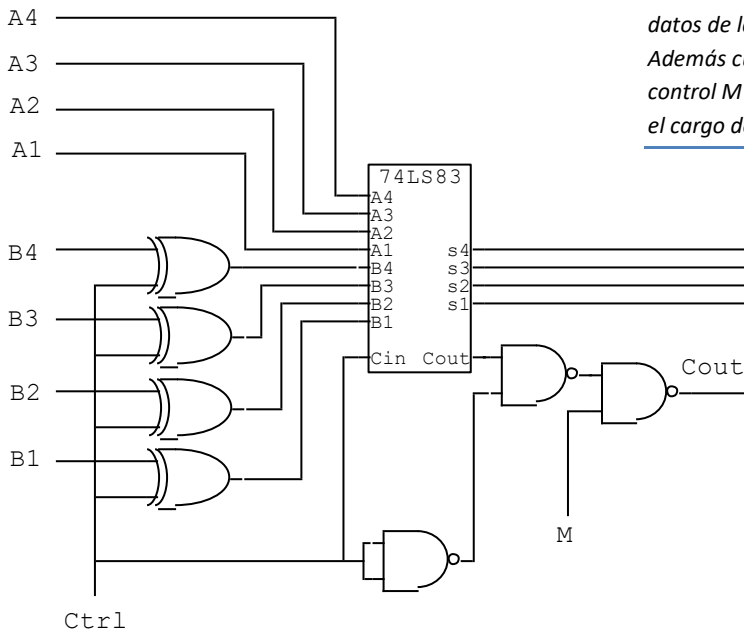 A4
A3
A2
A1
datos de
Además
control M
el cargo
74LS83
A4
A3
A2
A1
B4
B3
B2
B1
Cin
s4
s3
s2
s1
Cout
B4
B3
B2
B1
Cout
M
Ctrl